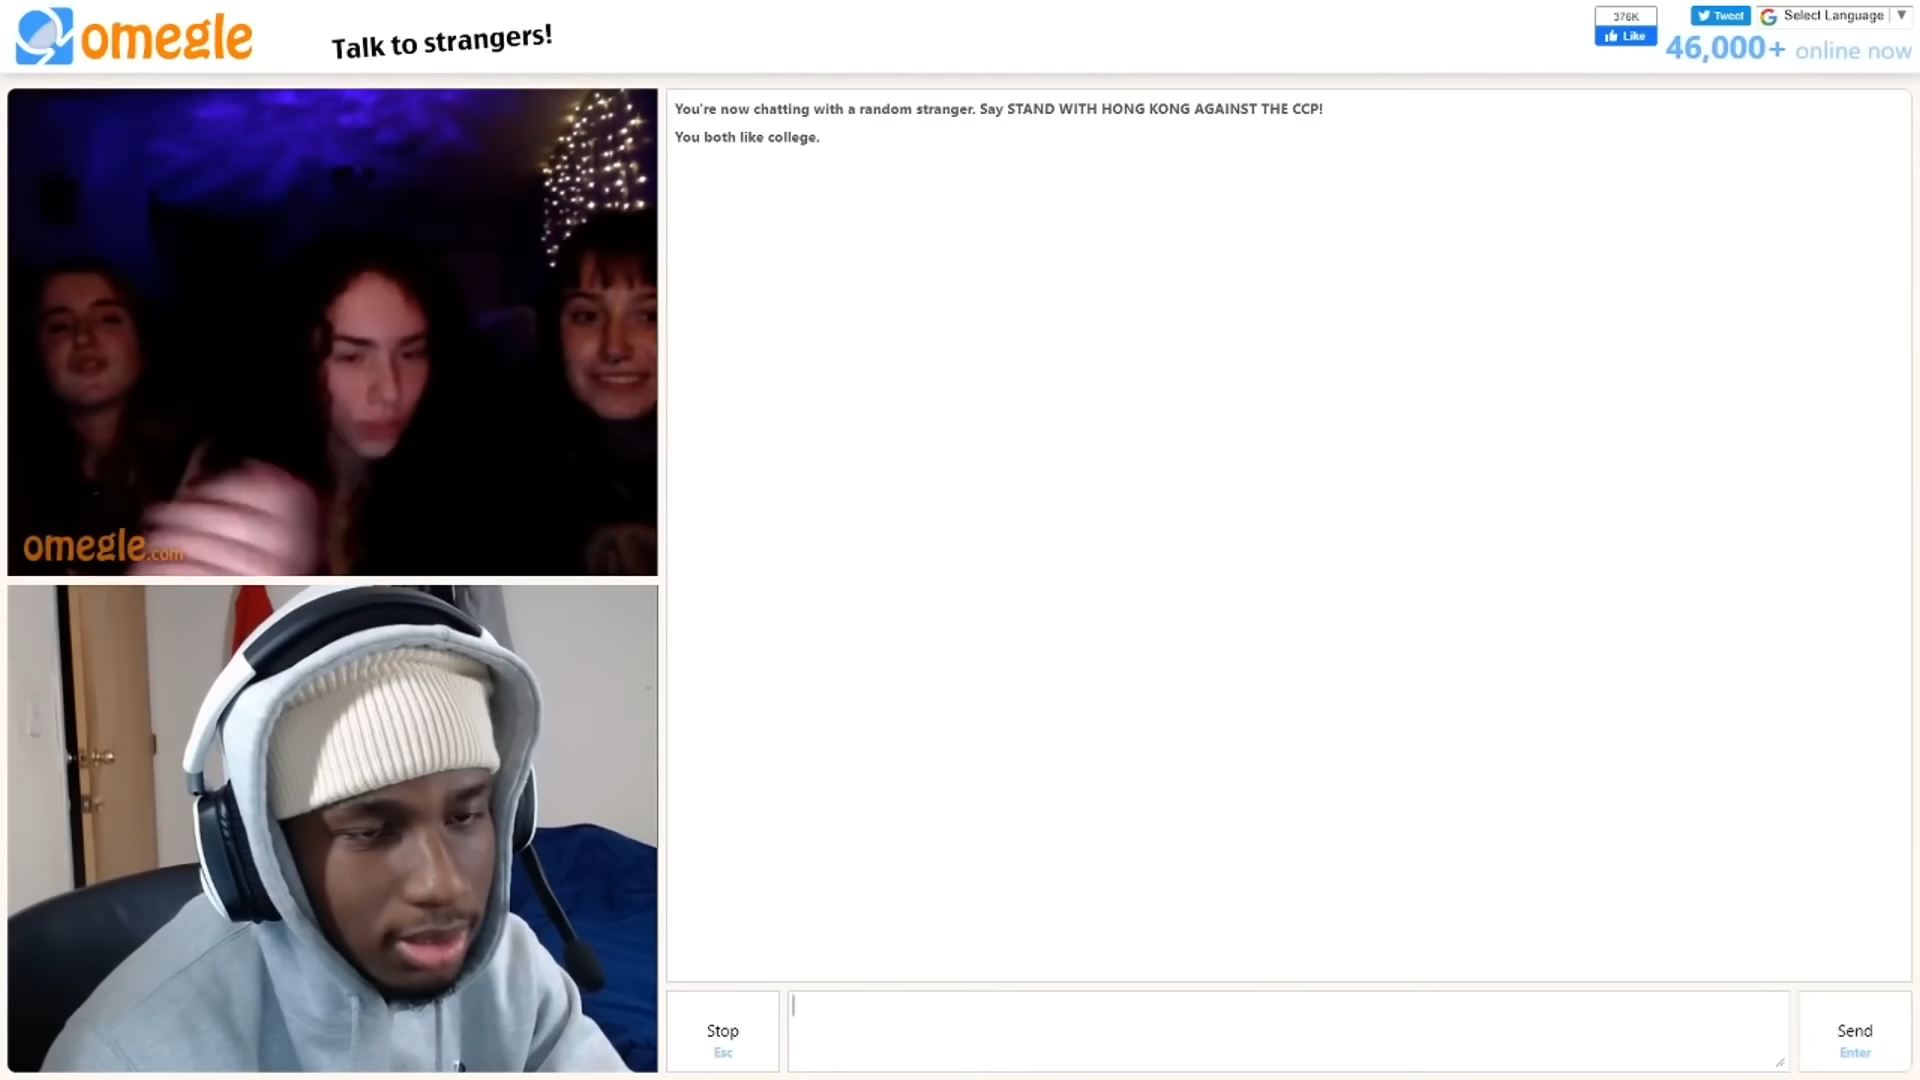 omegle
Talk to strangers!
376K
Like
Tweet
Select Language
46,000+ online now
You're now chatting with a random stranger. Say STAND WITH HONG KONG AGAINST THE CCP!
You both like college.
omegle.com
Stop
Esc
Send
Enter